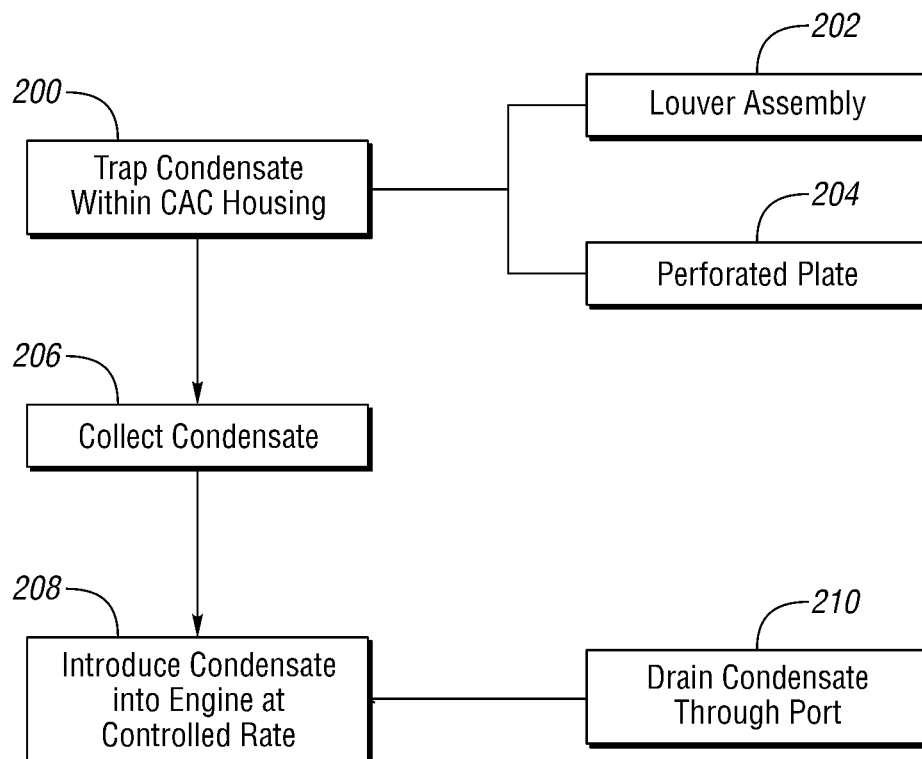 202
Louver Assembly
200
Trap Condensate
Within CAC Housing
204
Perforated Plate
206
Collect Condensate
208
Introduce Condensate
into Engine at
Controlled Rate
210
Drain Condensate
Through Port